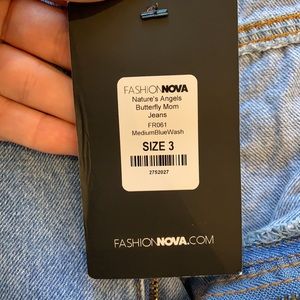 FASHIONNOVA
Nature's Angels
Butterfly Mom
Jeans
FR061
MediumBlueWash
SIZE 3
2752027
FASHIONNOVA.COM